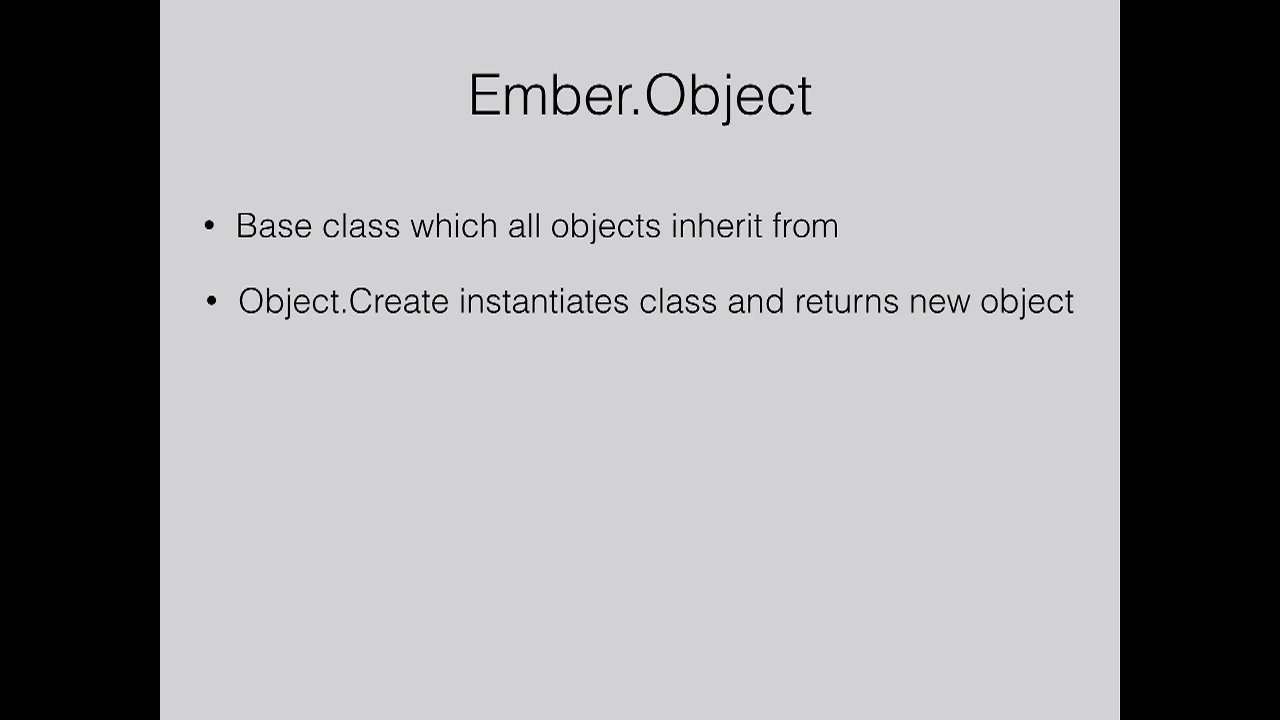 Ember.Object
• Base class which all objects inherit from
• Object.Create instantiates class and returns new object